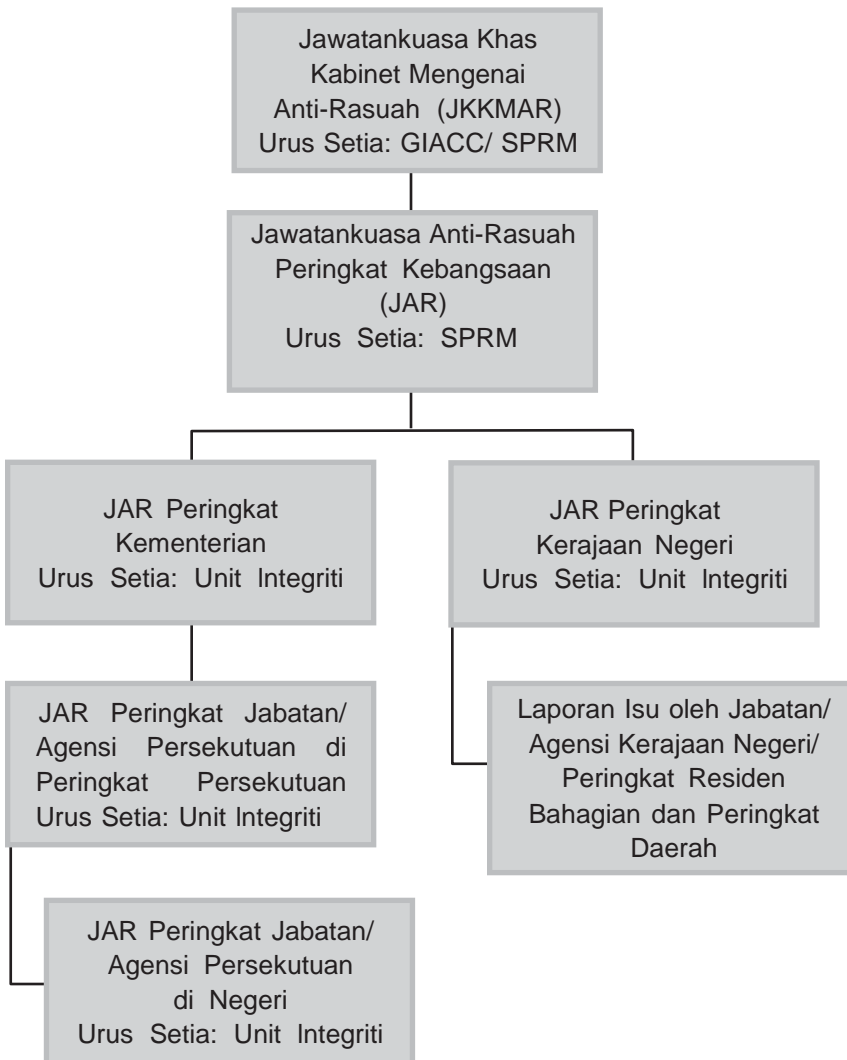 Jawatankuasa Khas
Kabinet Mengenai
Anti-Rasuah (JKKMAR)
Urus Setia: GIACC/ SPRM
Jawatankuasa Anti-Rasuah
Peringkat Kebangsaan
(JAR)
Urus Setia: SPRM
JAR Peringkat
Kementerian
Urus Setia: Unit Integriti
JAR Peringkat
Kerajaan Negeri
Urus Setia: Unit Integriti
JAR Peringkat Jabatan/
Agensi Persekutuan di
Peringkat Persekutuan
Urus Setia: Unit Integriti
Laporan Isu oleh Jabatan/
Agensi Kerajaan Negeri/
Peringkat Residen
Bahagian dan Peringkat
Daerah
JAR Peringkat Jabatan/
Agensi Persekutuan
di Negeri
Urus Setia: Unit Integriti